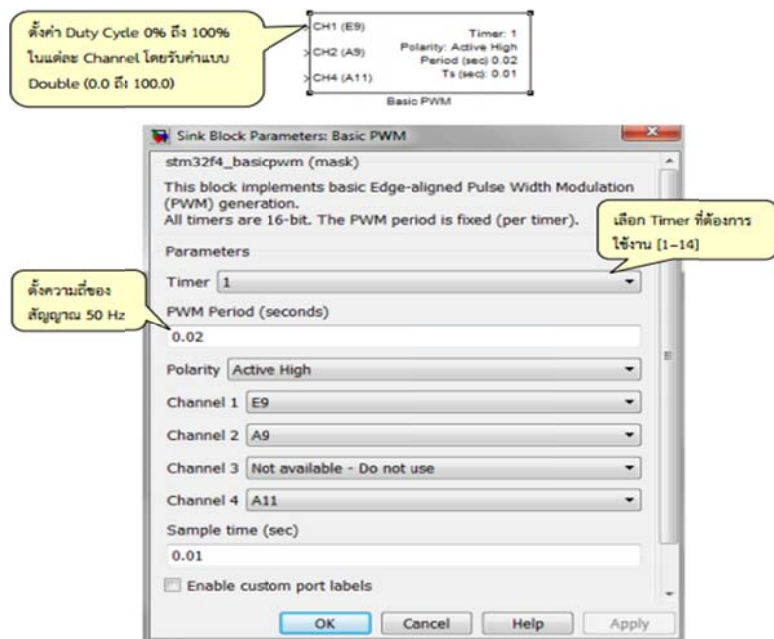 ตั้งค่า Duty Cycle 0% ถึง 100%
ในแต่ละ Channel โดยรับค่าแบบ
Double (0.0 ถึง 100.0)
CH1 (E9)
CH2 (A9)
CH4 (A11)
Timer: 1
Polarity: Active High
Period (sec) 0.02
Ts (sec): 0.01
Basic PWM
Sink Block Parameters: Basic PWM
stm32f4_basicpwm (mask)
This block implements basic Edge-aligned Pulse Width Modulation
(PWM) generation.
All timers are 16-bit. The PWM period is fixed (per timer).
เลือก Timer ที่ต้องการ
ใช้งาน [1-14]
Parameters
Timer 1
ตั้งความถี่ของ
สัญญาณ 50 Hz
PWM Period (seconds)
0.02
Polarity Active High
Channel 1 E9
Channel 2 A9
Channel 3 Not available - Do not use
Channel 4 A11
Sample time (sec)
0.01
Enable custom port labels
OK Cancel Help Apply